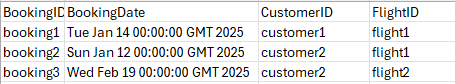 BookingID BookingDate CustomerID FlightID
booking1 Tue Jan 14 00:00:00 GMT 2025 customer1 flight1
booking2 Sun Jan 12 00:00:00 GMT 2025 customer2 flight1
booking3 Wed Feb 19 00:00:00 GMT 2025 customer2 flight2